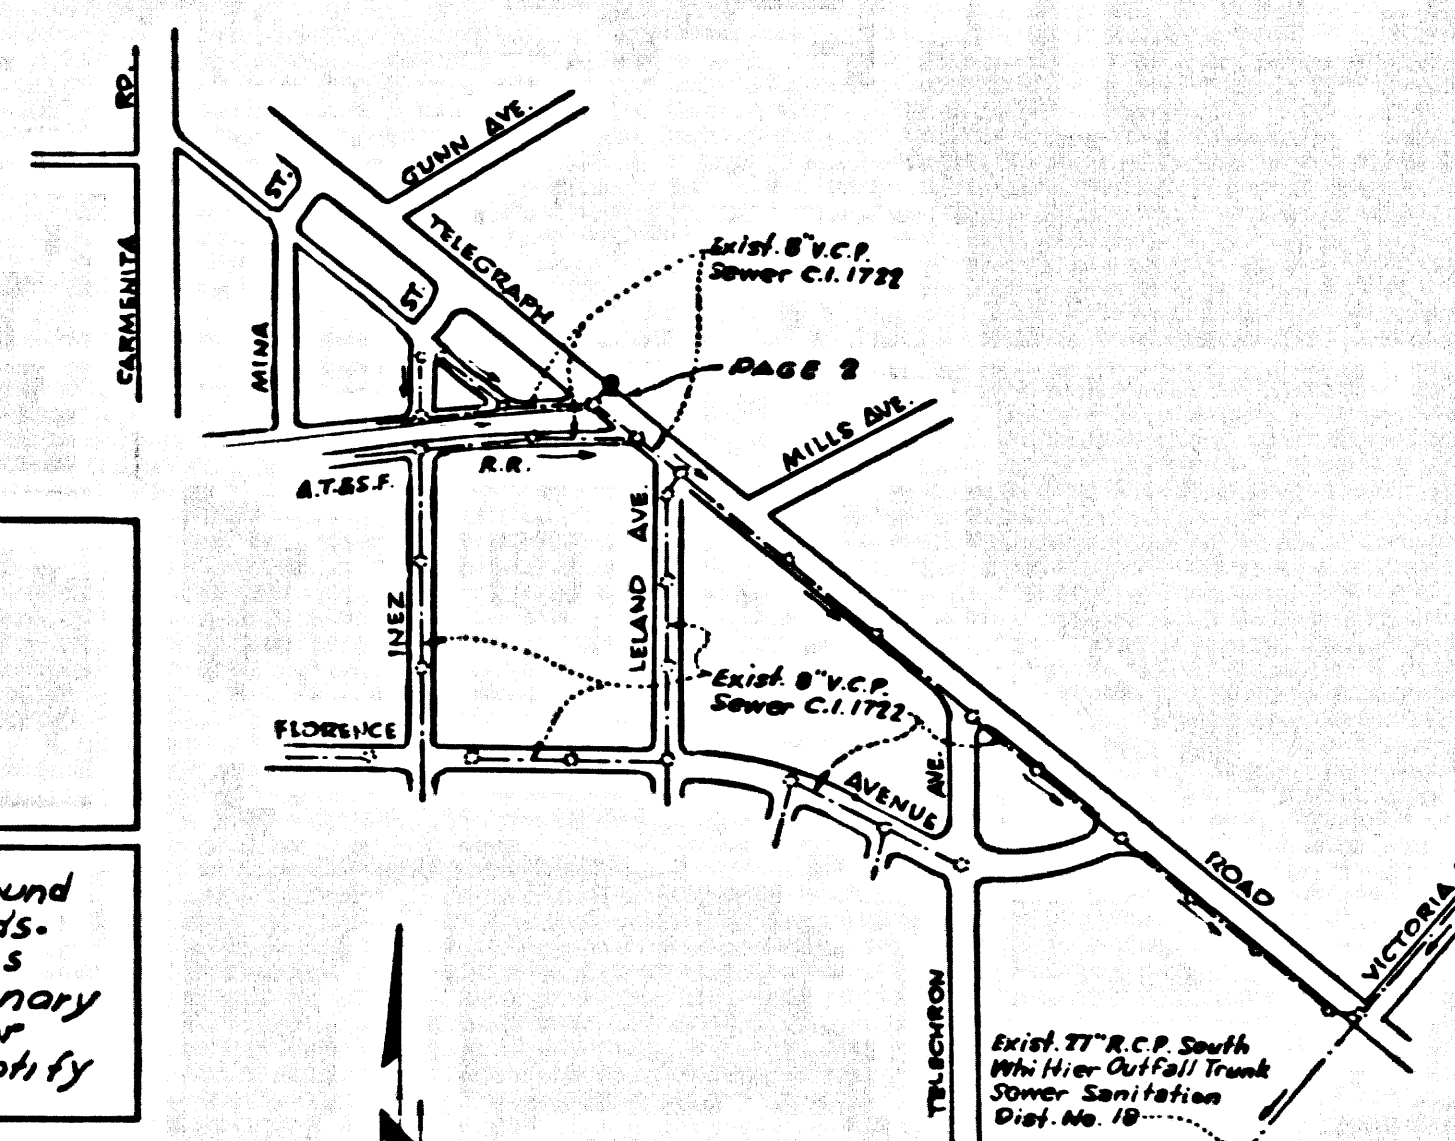 CARMENITA RD.
GUNN AVE.
ST.
TELEGRAPH
Exist. 8" V.C.P.
Sewer C.I. 1722
ST.
MINA
PAGE 2
MILLS AVE.
R.R.
A.T.&S.F.
LELAND AVE.
INEZ
Exist. 8" V.C.P.
Sewer C.I. 1722
FLORENCE
AVENUE
AVE.
ROAD
VICTORIA
TELECHRON
Exist. 27" R.C.P. South
Whittier Outfall Trunk
Sewer Sanitation
Dist. No. 18
und
ds.
s
nary
r
otify